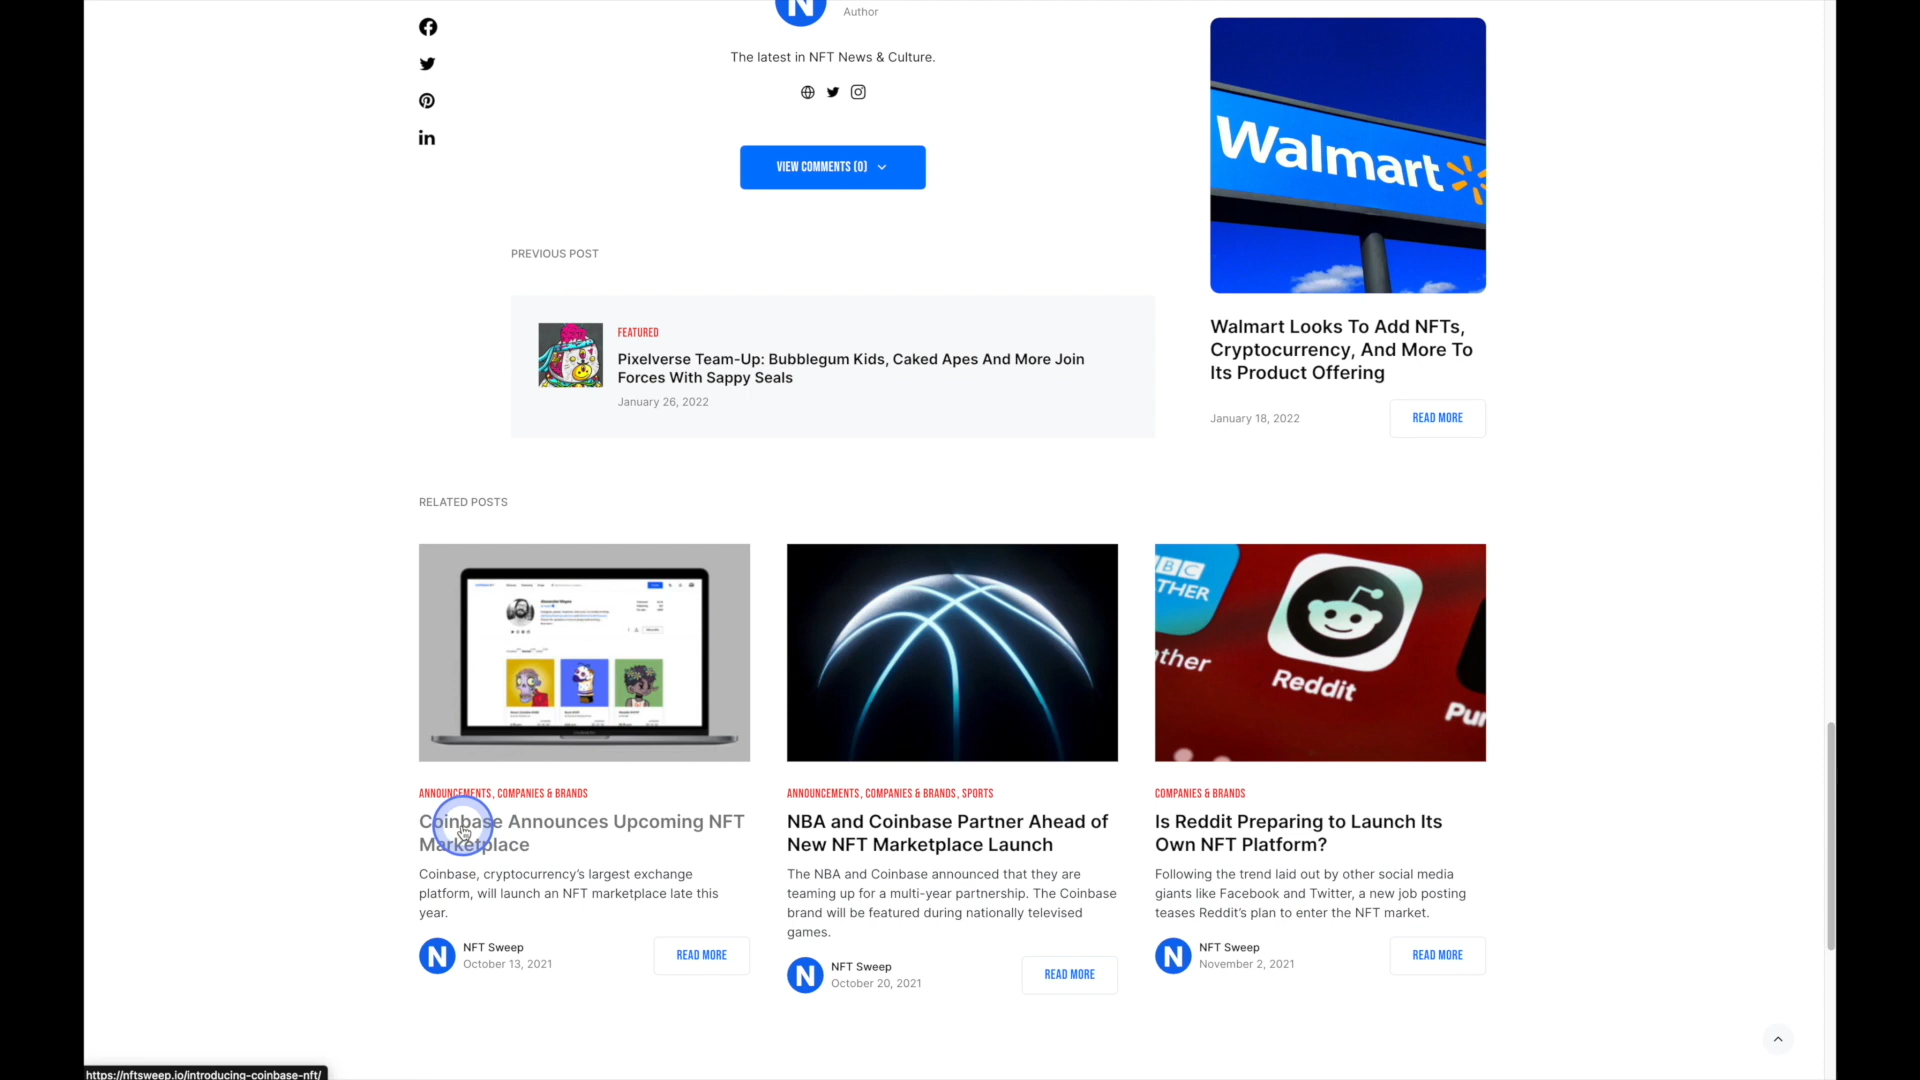 Author
The latest in NFT News & Culture.
VIEW COMMENTS (0)
PREVIOUS POST
FEATURED
Pixelverse Team-Up: Bubblegum Kids, Caked Apes And More Join
Forces With Sappy Seals
January 26, 2022
Walmart
Walmart Looks To Add NFTs,
Cryptocurrency, And More To
Its Product Offering
January 18, 2022
READ MORE
RELATED POSTS
BBC
THER
ther
Reddit
Pu
ANNOUNCEMENTS, COMPANIES & BRANDS
Coinbase Announces Upcoming NFT
Marketplace
Coinbase, cryptocurrency’s largest exchange
platform, will launch an NFT marketplace late this
year.
N
NFT Sweep
October 13, 2021
READ MORE
ANNOUNCEMENTS, COMPANIES & BRANDS, SPORTS
NBA and Coinbase Partner Ahead of
New NFT Marketplace Launch
The NBA and Coinbase announced that they are
teaming up for a multi-year partnership. The Coinbase
brand will be featured during nationally televised
games.
N
NFT Sweep
October 20, 2021
READ MORE
COMPANIES & BRANDS
Is Reddit Preparing to Launch Its
Own NFT Platform?
Following the trend laid out by other social media
giants like Facebook and Twitter, a new job posting
teases Reddit’s plan to enter the NFT market.
N
NFT Sweep
November 2, 2021
READ MORE
https://nftsweep.io/introducing-coinbase-nft/